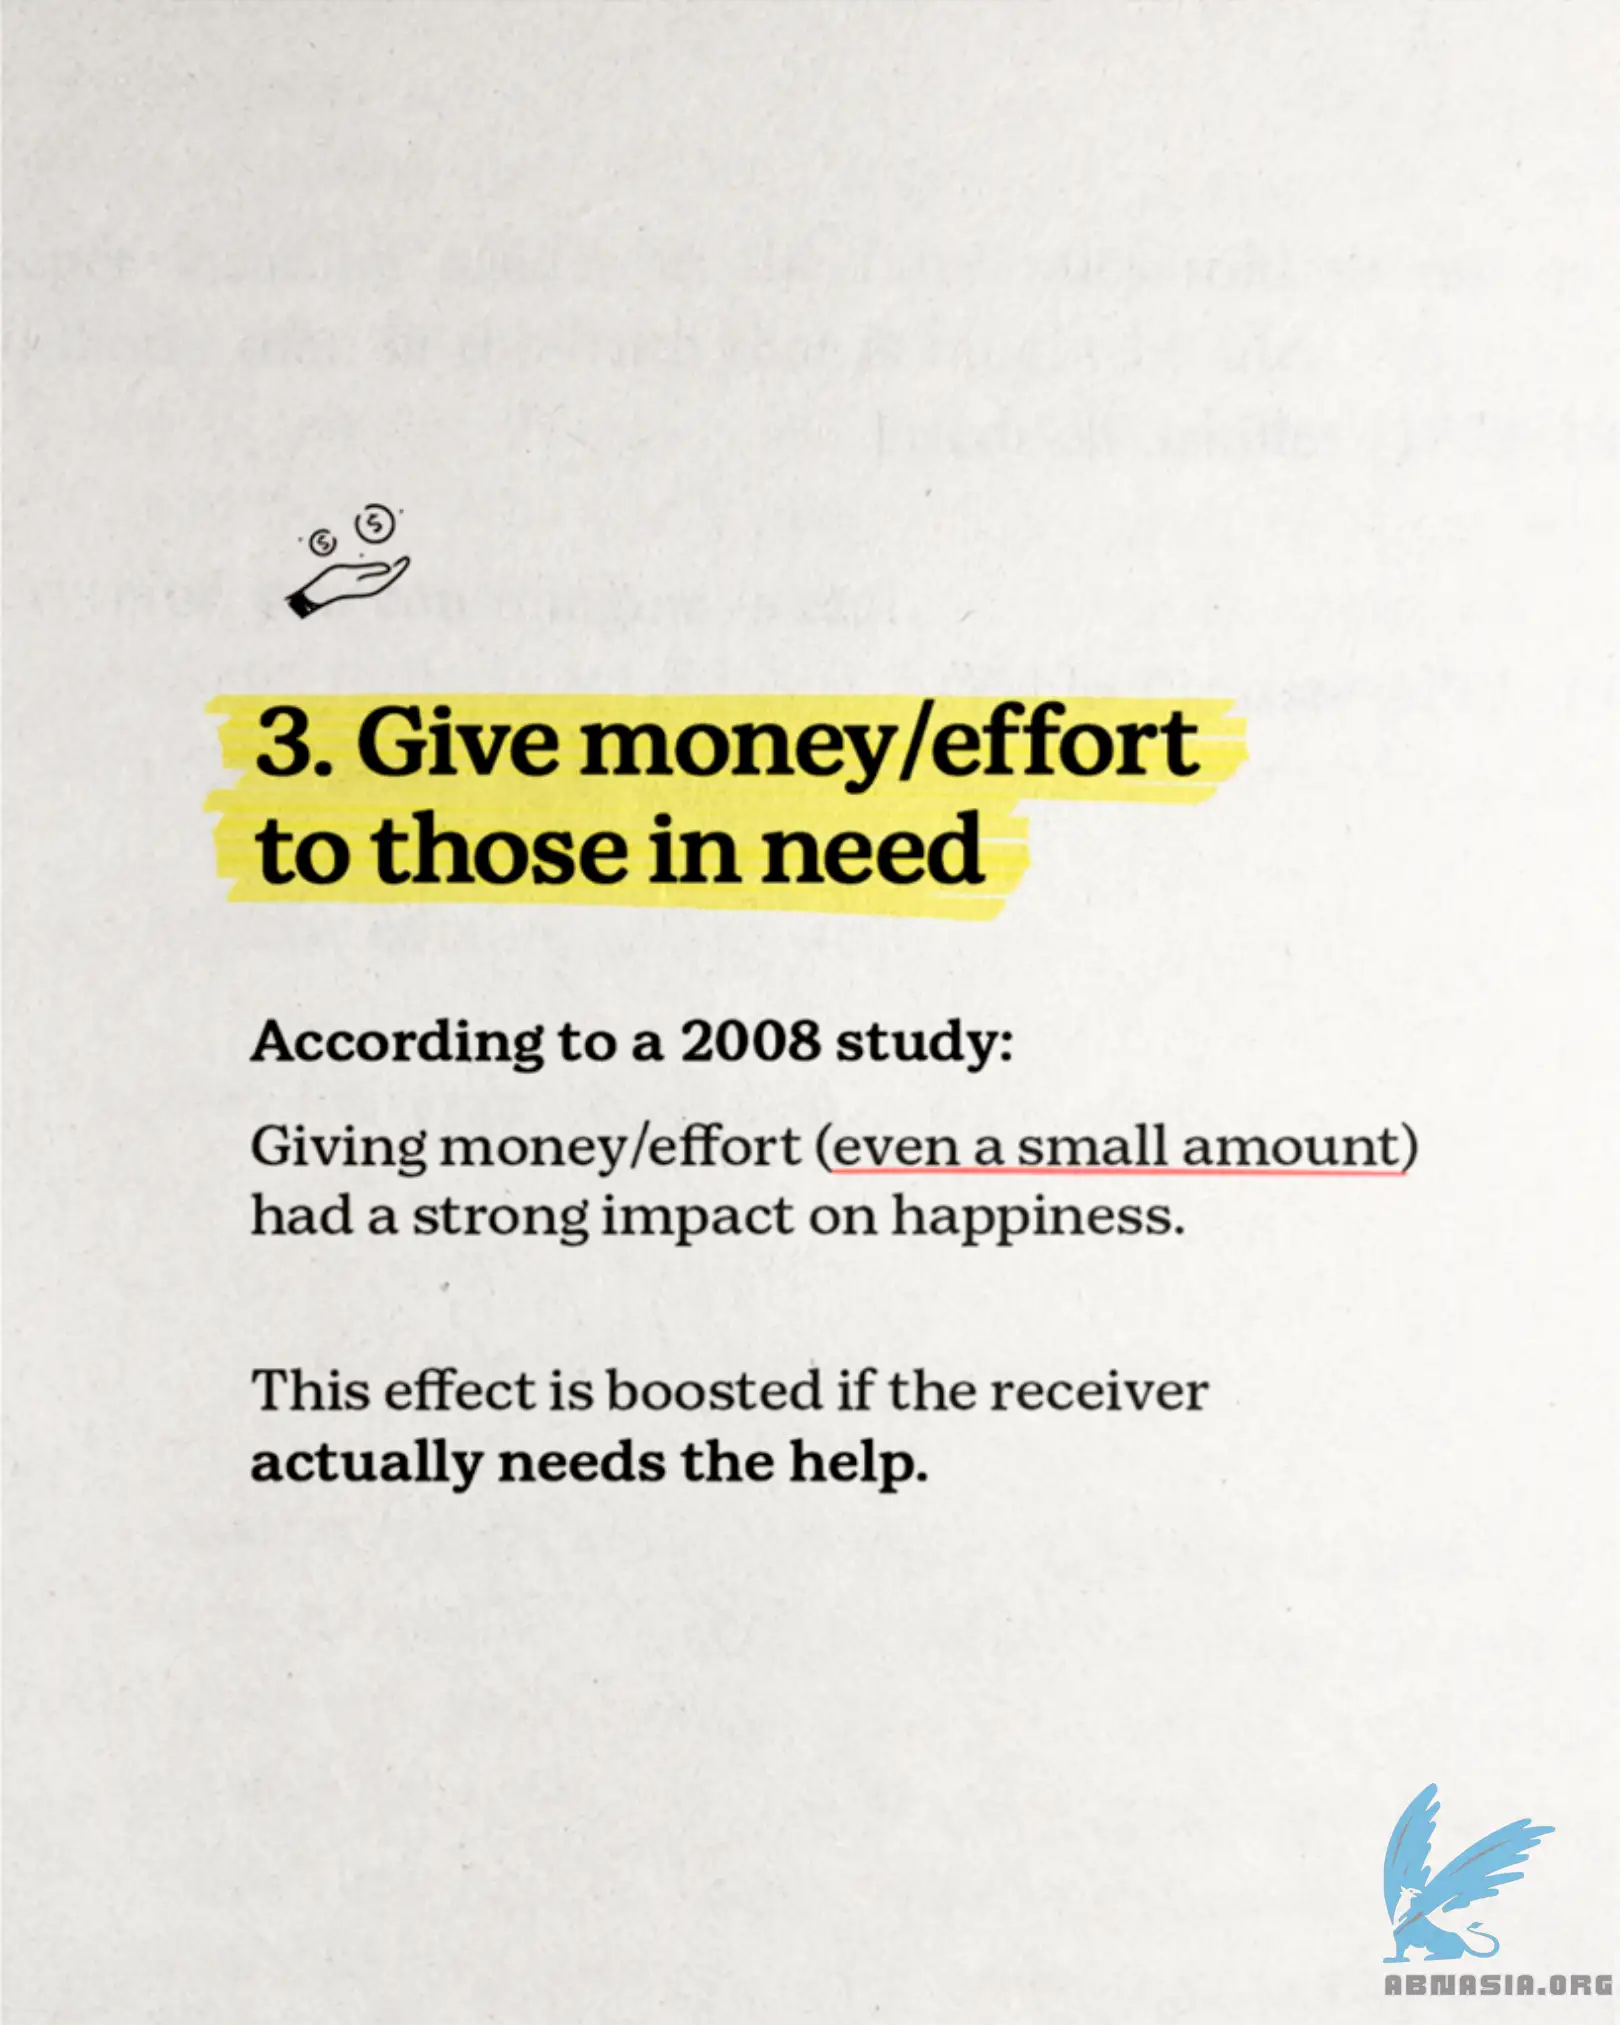 3. Give money/effort
to those in need
According to a 2008 study:
Giving money/effort (even a small amount)
had a strong impact on happiness.
This effect is boosted if the receiver
actually needs the help.
ABNASIA.ORG